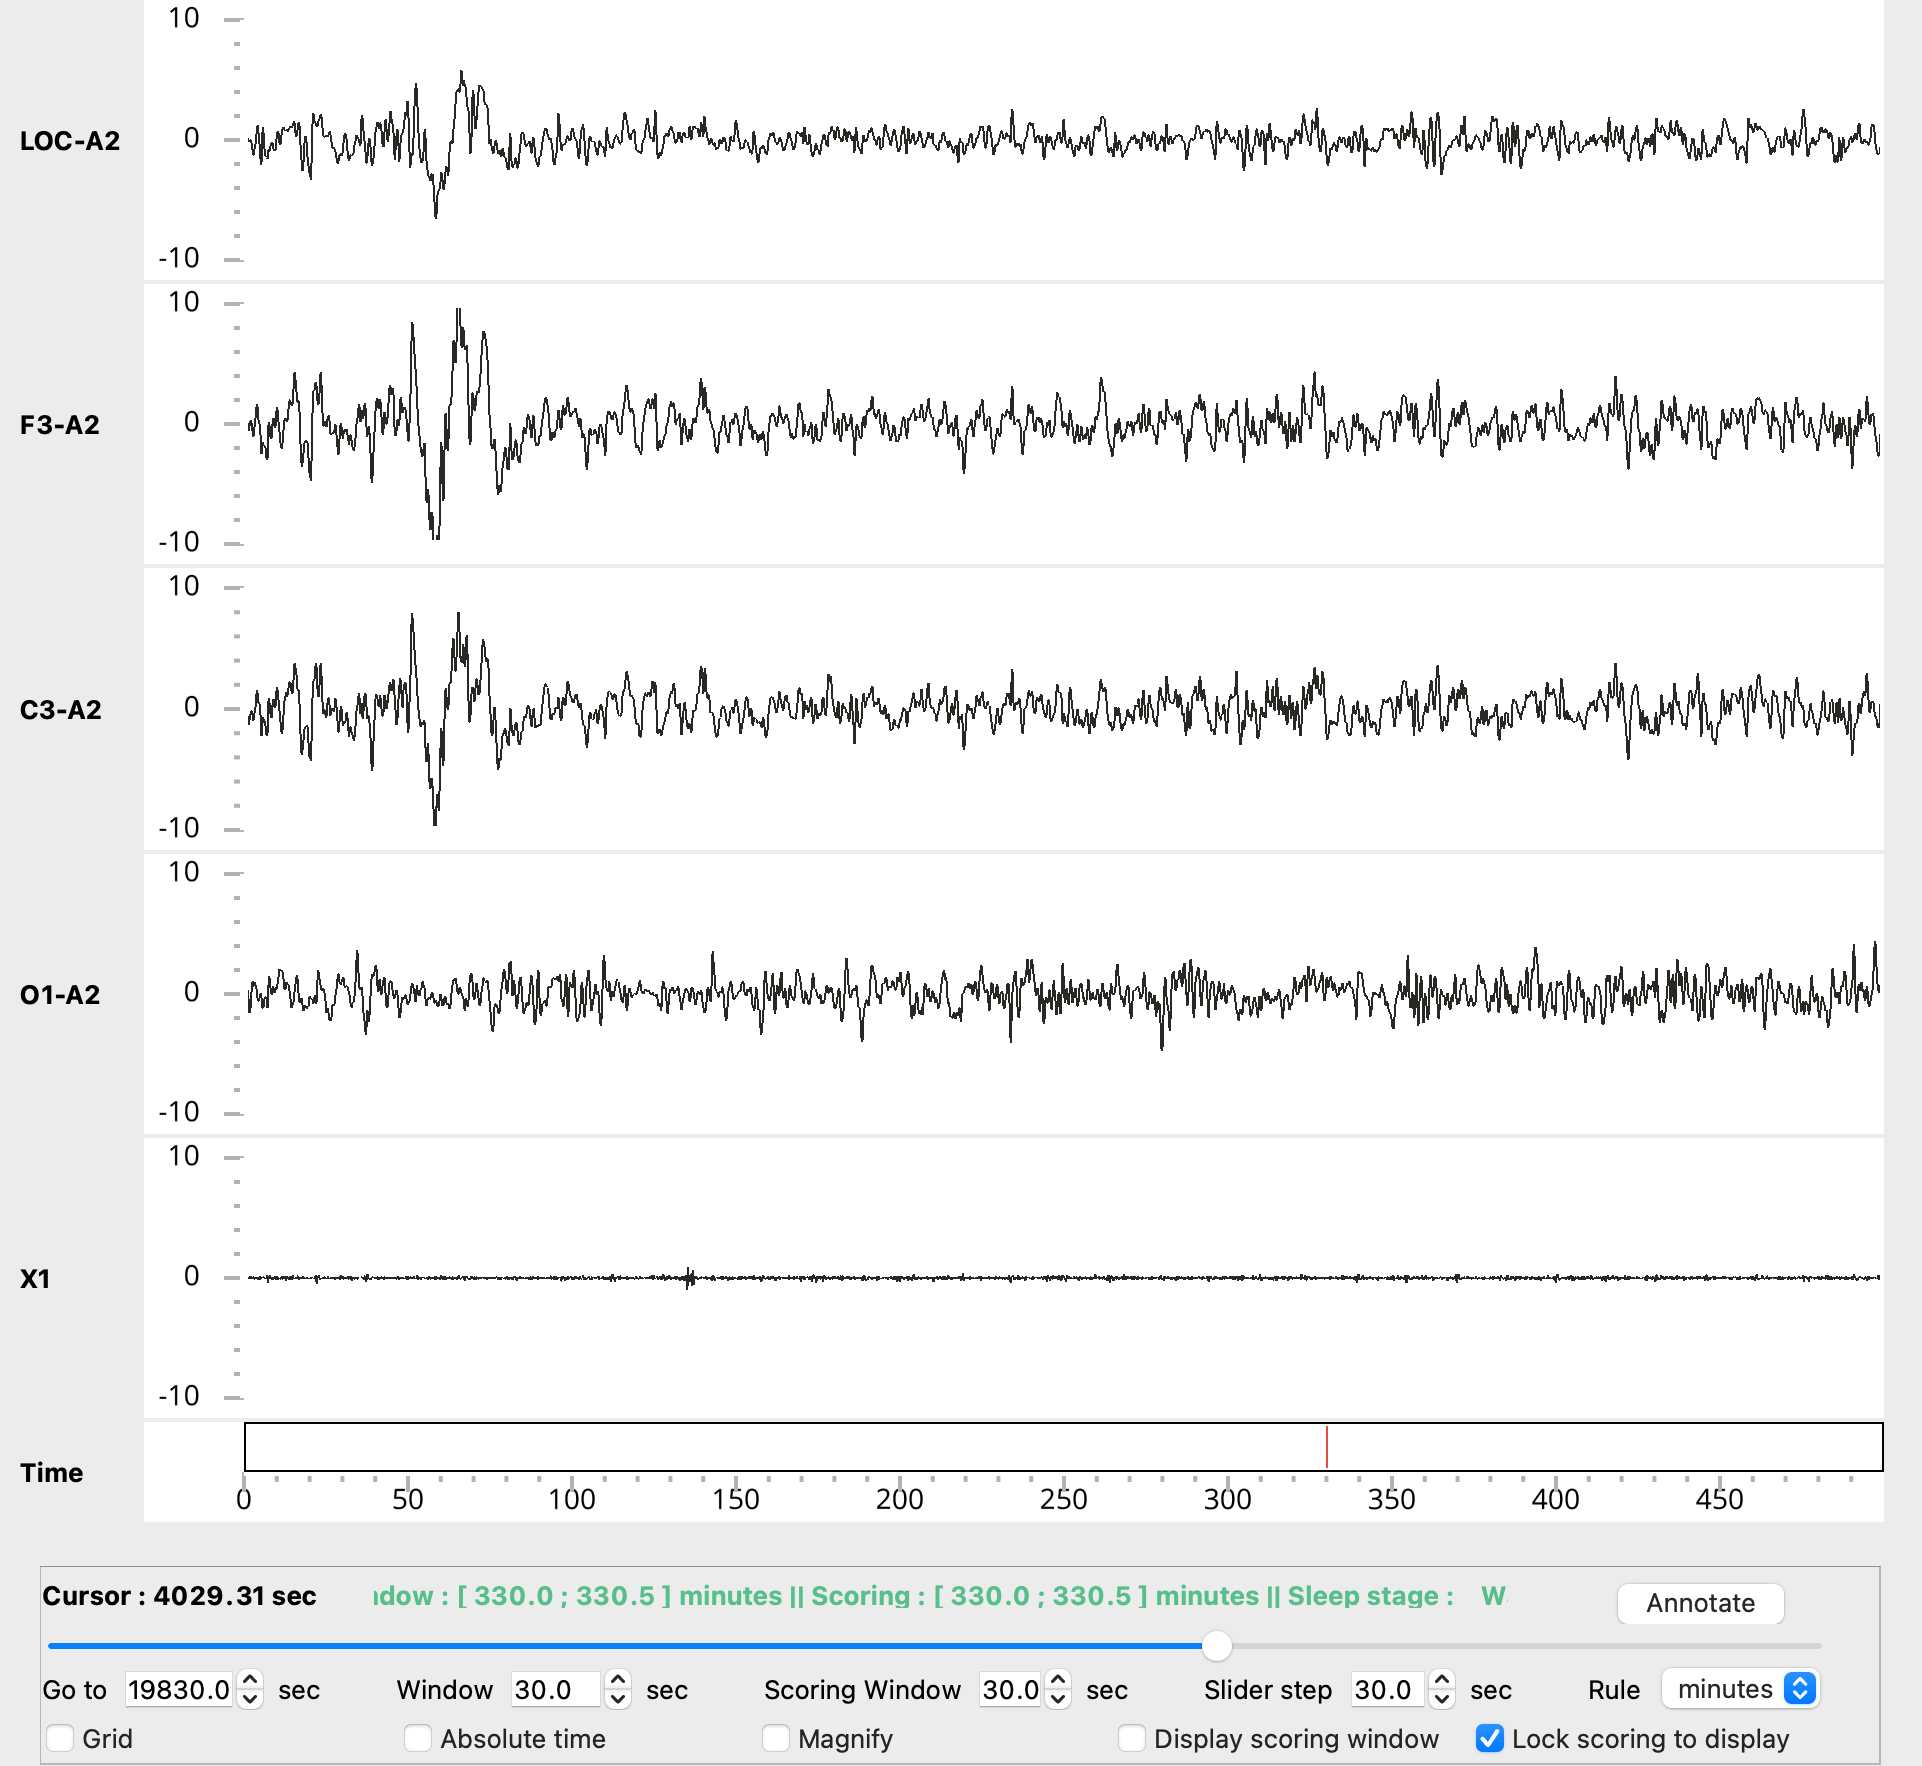 10
LOC-A2
0
-10
10
F3-A2
0
-10
10
C3-A2
0
-10
10
O1-A2
0
-10
10
X1
0
-10
Time
0 50 100 150 200 250 300 350 400 450
Cursor : 4029.31 sec dow : [ 330.0 ; 330.5 ] minutes || Scoring : [ 330.0 ; 330.5 ] minutes || Sleep stage : W Annotate
Go to 19830.0 sec Window 30.0 sec Scoring Window 30.0 sec Slider step 30.0 sec Rule minutes
Grid Absolute time Magnify Display scoring window Lock scoring to display